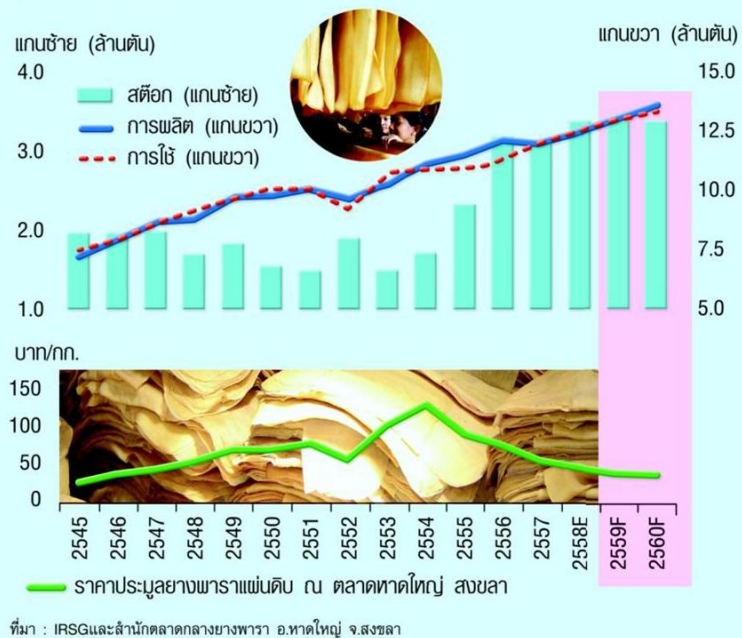 แกนซ้าย (ล้านตัน)
แกนขวา (ล้านตัน)
4.0
15.0
สต๊อก (แกนซ้าย)
การผลิต (แกนขวา)
12.5
3.0
การใช้ (แกนขวา)
10.0
2.0
7.5
1.0
5.0
บาท/กก.
150
100
50
0
2545 2546 2547 2548 2549 2550 2551 2552 2553 2554 2555 2556 2557 2558E 2559F 2560F
ราคาประมูลยางพาราแผ่นดิบ ณ ตลาดหาดใหญ่ สงขลา
ที่มา : IRSGและสำนักตลาดกลางยางพารา อ.หาดใหญ่ จ.สงขลา